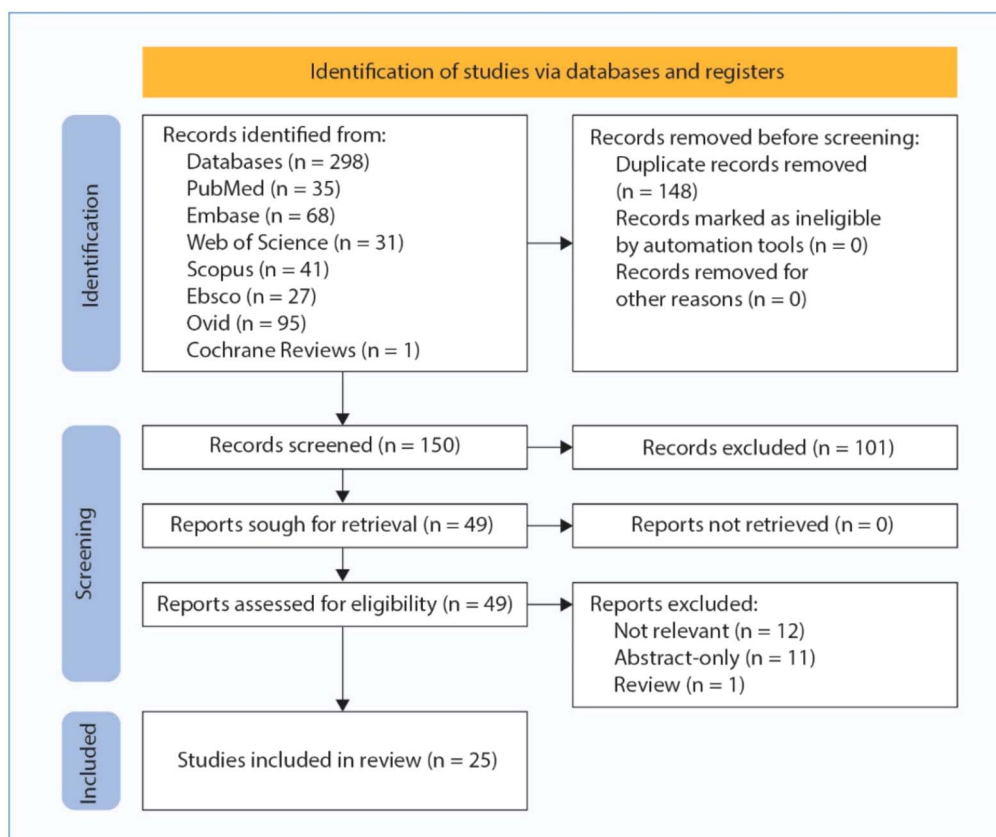 Identification of studies via databases and registers
Identification
Records identified from:
Databases (n = 298)
PubMed (n = 35)
Embase (n = 68)
Web of Science (n = 31)
Scopus (n = 41)
Ebsco (n = 27)
Ovid (n = 95)
Cochrane Reviews (n = 1)
Records removed before screening:
Duplicate records removed
(n = 148)
Records marked as ineligible
by automation tools (n = 0)
Records removed for
other reasons (n = 0)
Screening
Records screened (n = 150)
Records excluded (n = 101)
Reports sough for retrieval (n = 49)
Reports not retrieved (n = 0)
Reports assessed for eligibility (n = 49)
Reports excluded:
Not relevant (n = 12)
Abstract-only (n = 11)
Review (n = 1)
Included
Studies included in review (n = 25)